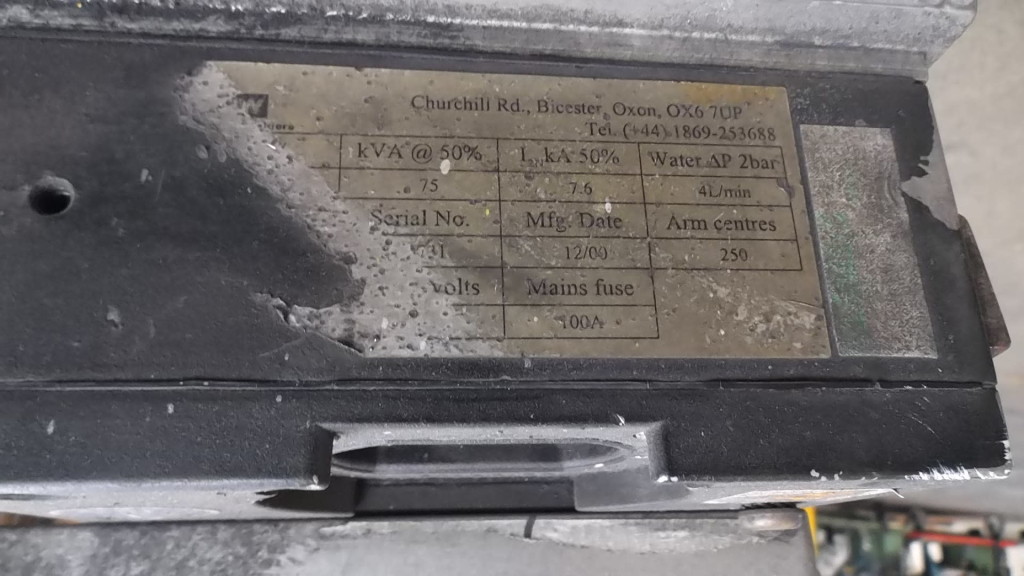 Churchill Rd., Bicester, Oxon, OX6 7UP
Tel. (+44) 1869-253688
kVA @ 50% kA 50% Water ΔP 2bar
75 7.6 4L/min
Serial No. Mfg. Date Arm centres
31 12/00 250
volts Mains fuse
100A